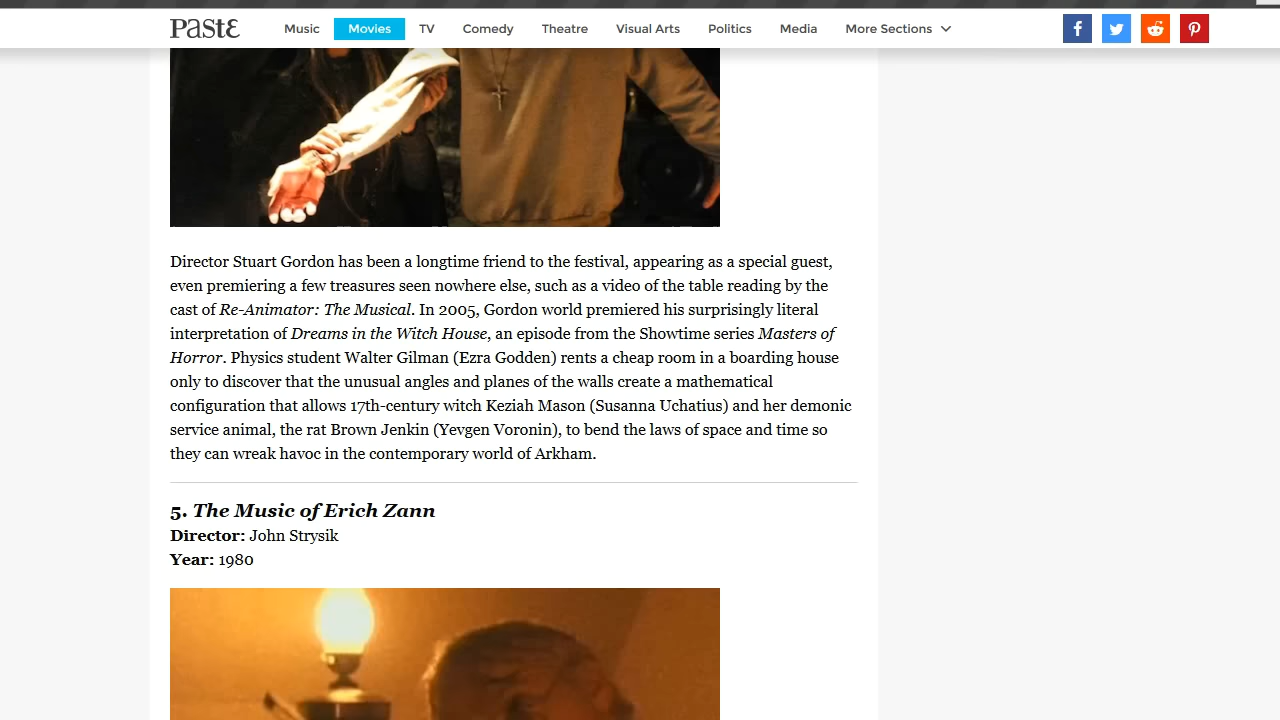 Paste
Music Movies TV Comedy Theatre Visual Arts Politics Media More Sections
Director Stuart Gordon has been a longtime friend to the festival, appearing as a special guest,
even premiering a few treasures seen nowhere else, such as a video of the table reading by the
cast of Re-Animator: The Musical. In 2005, Gordon world premiered his surprisingly literal
interpretation of Dreams in the Witch House, an episode from the Showtime series Masters of
Horror. Physics student Walter Gilman (Ezra Godden) rents a cheap room in a boarding house
only to discover that the unusual angles and planes of the walls create a mathematical
configuration that allows 17th-century witch Keziah Mason (Susanna Uchatius) and her demonic
service animal, the rat Brown Jenkin (Yevgen Voronin), to bend the laws of space and time so
they can wreak havoc in the contemporary world of Arkham.
5. The Music of Erich Zann
Director: John Strysik
Year: 1980